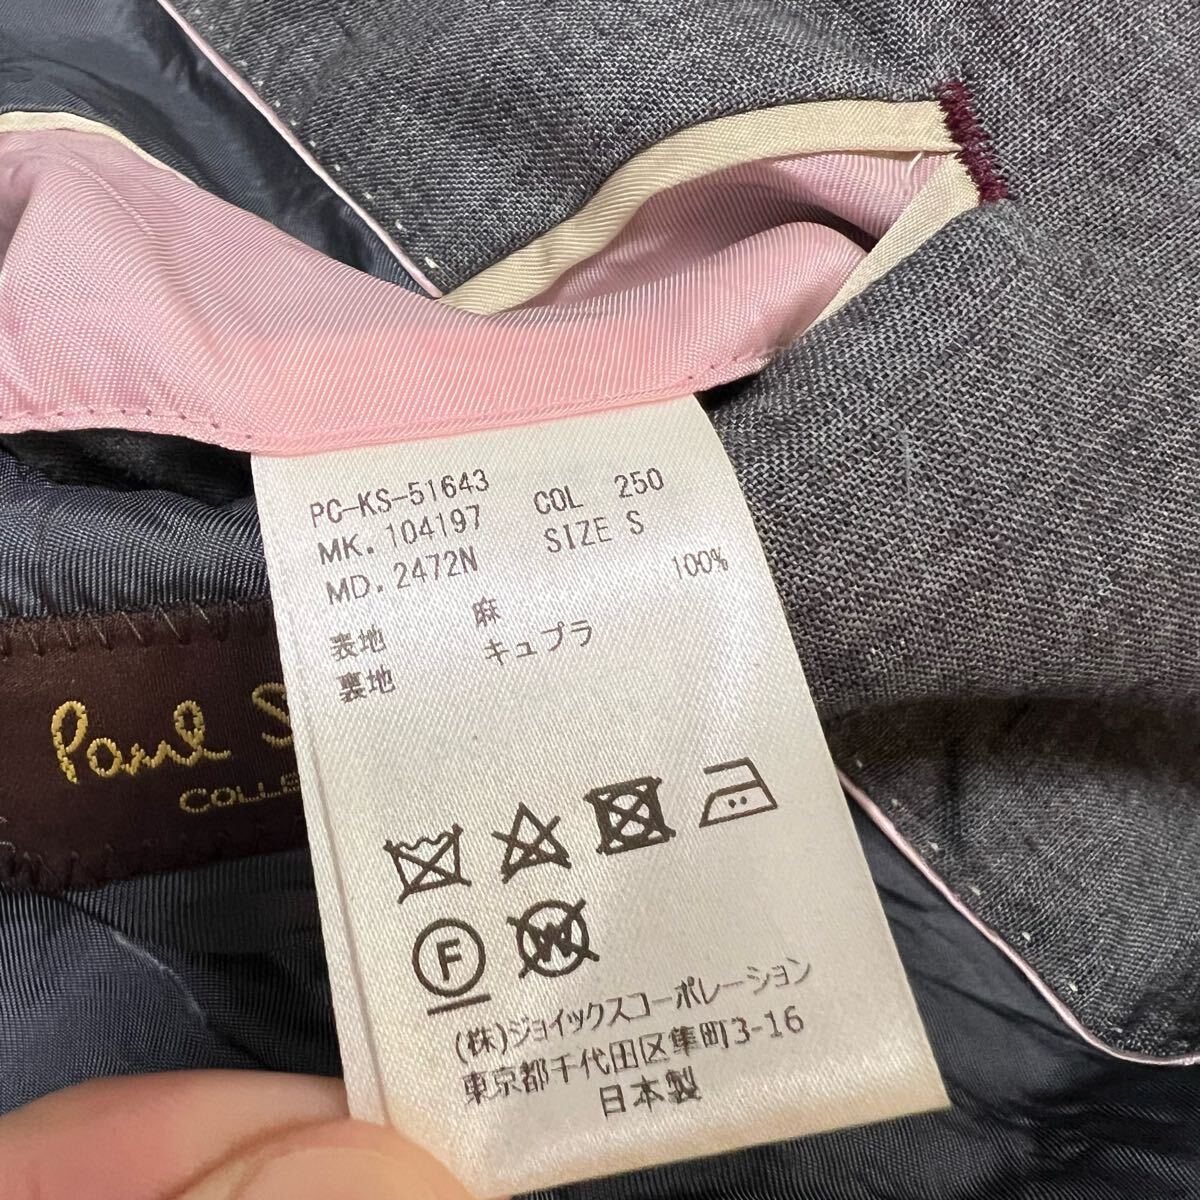 PC-KS-51643
MK. 104197 COL 250
MD. 2472N SIZE S
表地 麻 100%
裏地 キュプラ
Paul
F
W
(株)ジョイックスコーポレーション
東京都千代田区隼町3-16
日本製